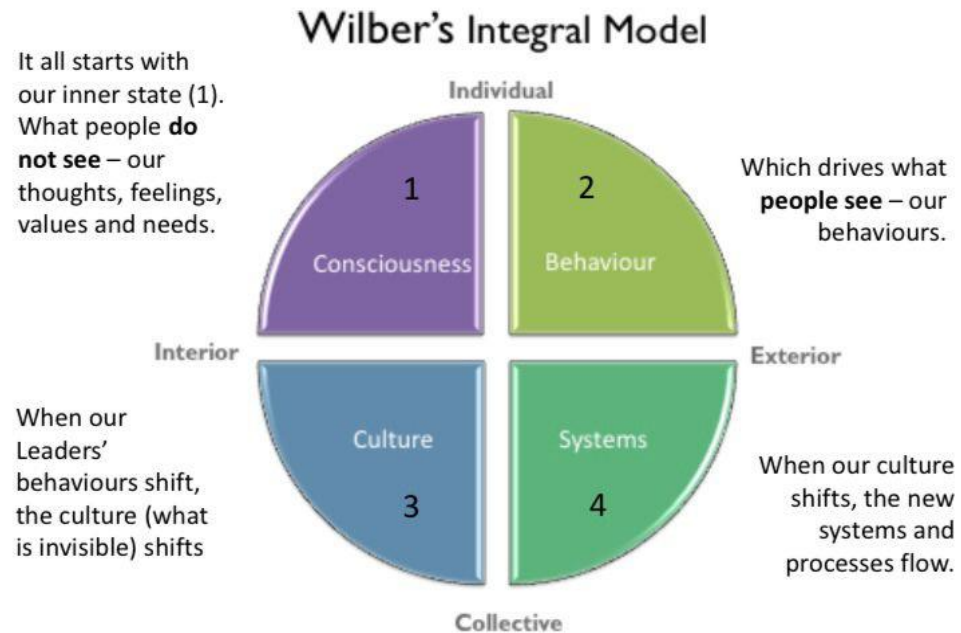 Wilber's Integral Model
It all starts with
our inner state (1).
What people do
not see – our
thoughts, feelings,
values and needs.
Individual
1
Consciousness
2
Behaviour
Which drives what
people see – our
behaviours.
Interior
Exterior
When our
Leaders'
behaviours shift,
the culture (what
is invisible) shifts
Culture
3
Systems
4
When our culture
shifts, the new
systems and
processes flow.
Collective